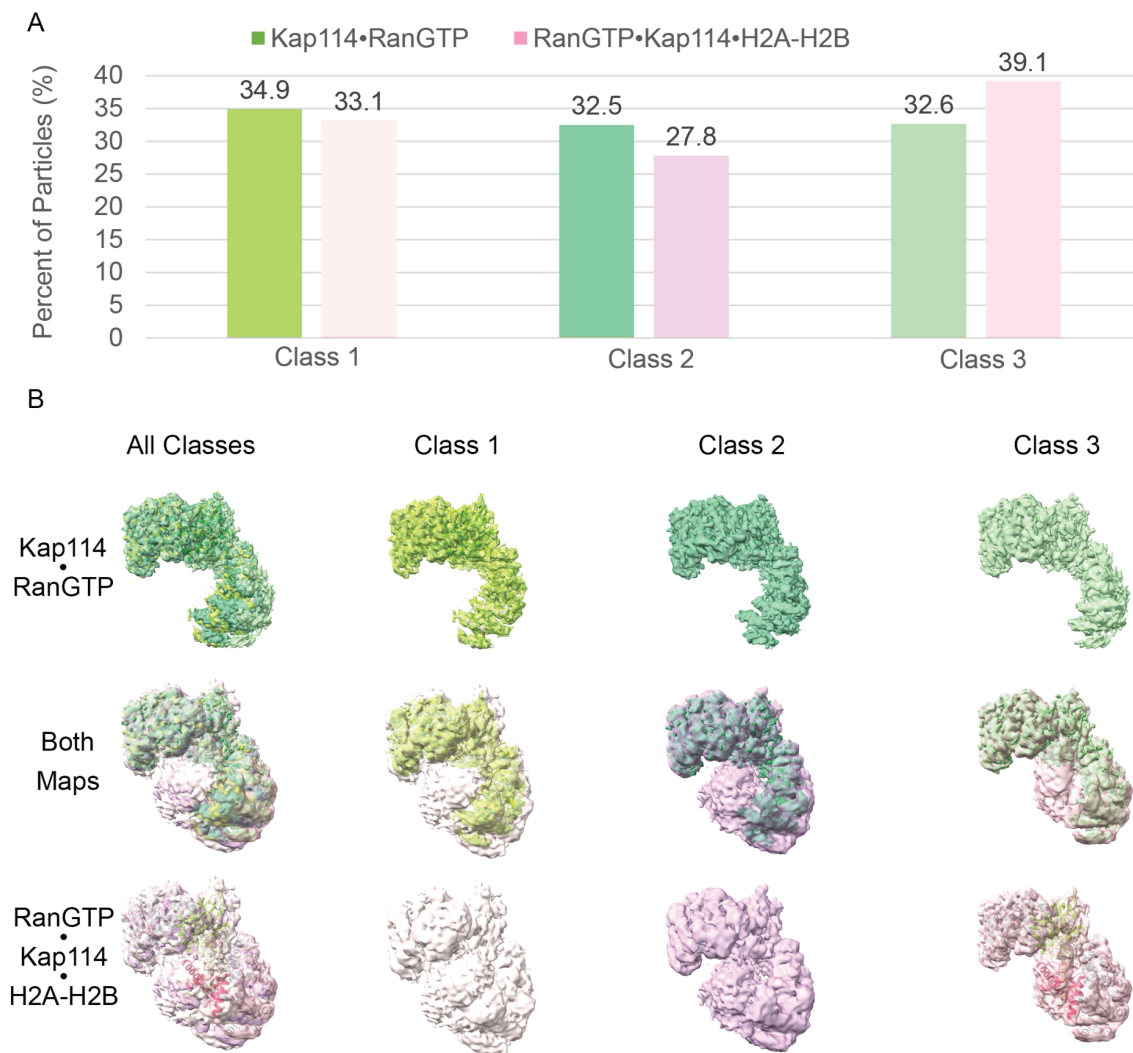 A
Kap114•RanGTP RanGTP•Kap114•H2A-H2B
Percent of Particles (%)
40
35
30
25
20
15
10
5
0
34.9
33.1
32.5
27.8
32.6
39.1
Class 1
Class 2
Class 3
B
All Classes
Class 1
Class 2
Class 3
Kap114
•
RanGTP
Both
Maps
RanGTP
•
Kap114
•
H2A-H2B